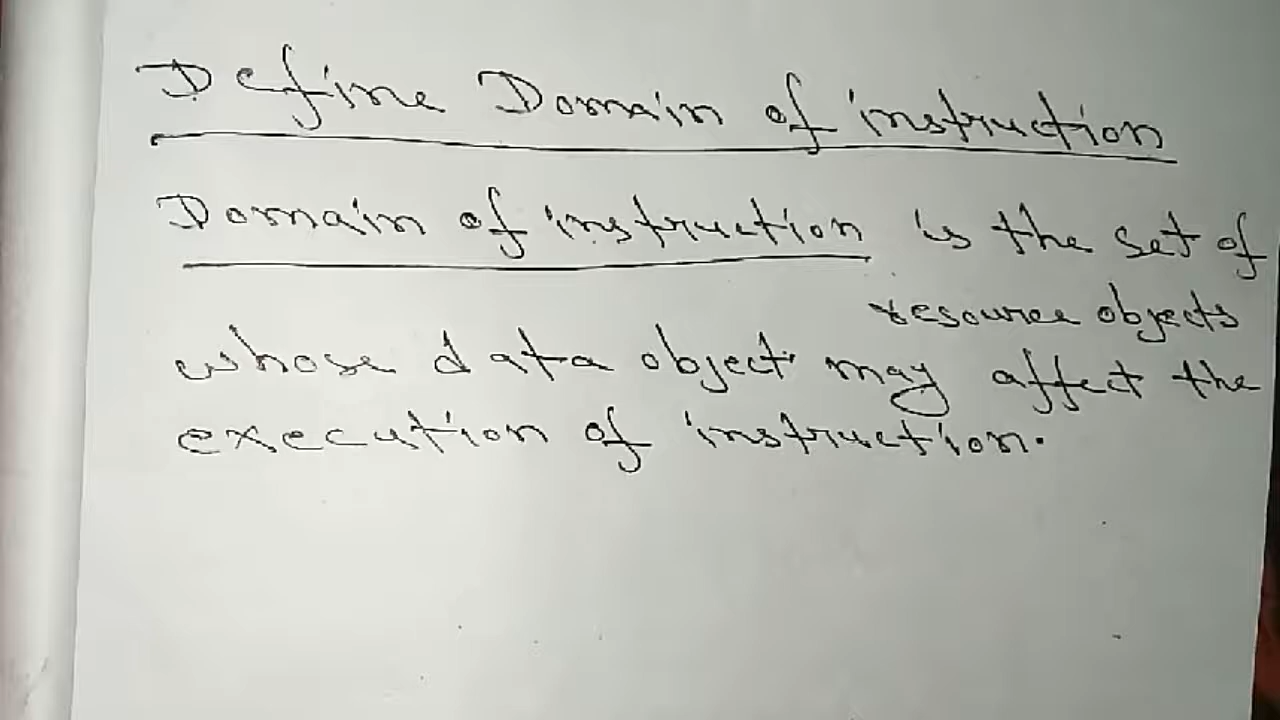 Define Domain of instruction
Domain of instruction is the set of
resource objects
whose data object may affect the
execution of instruction.